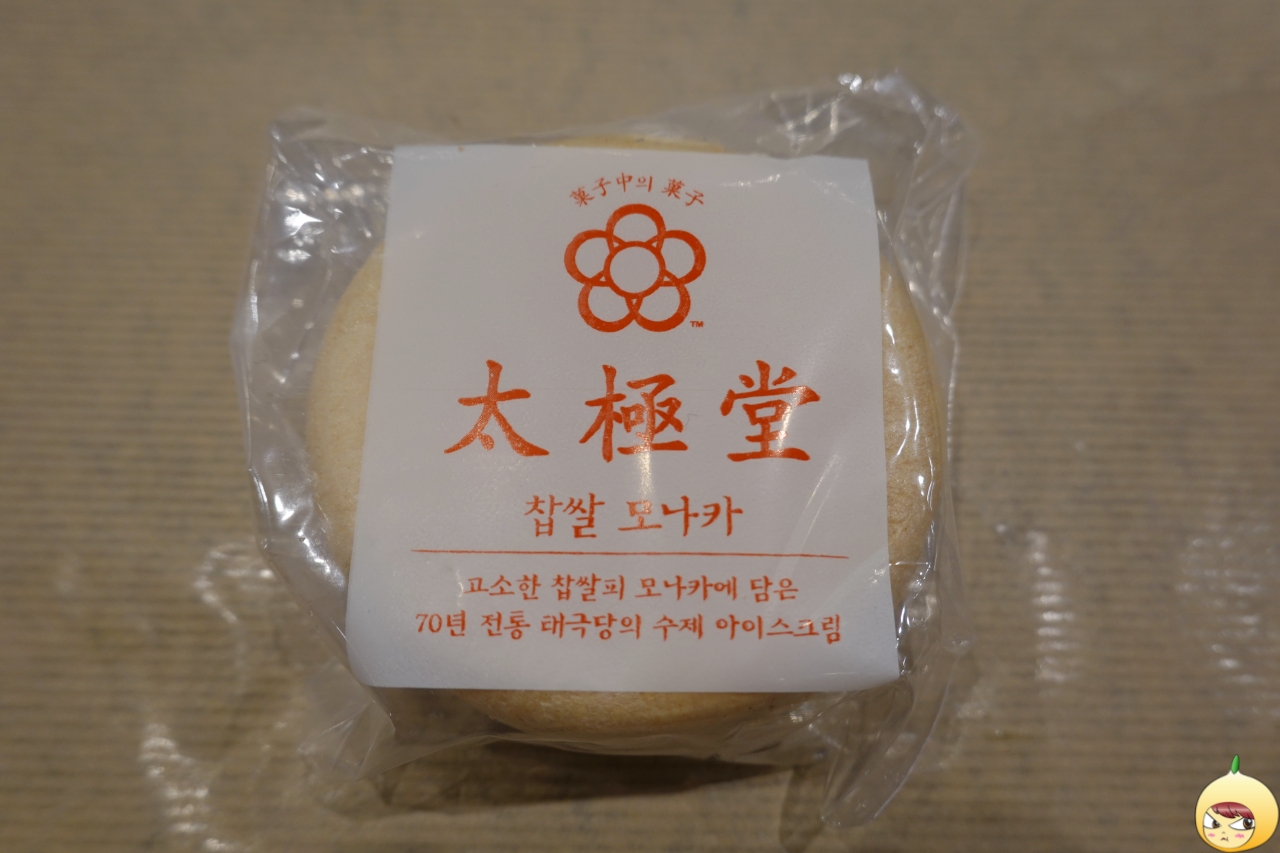 菓子中의 菓子
TM
太極堂
찹쌀 모나카
고소한 찹쌀피 모나카에 담은
70년 전통 태극당의 수제 아이스크림